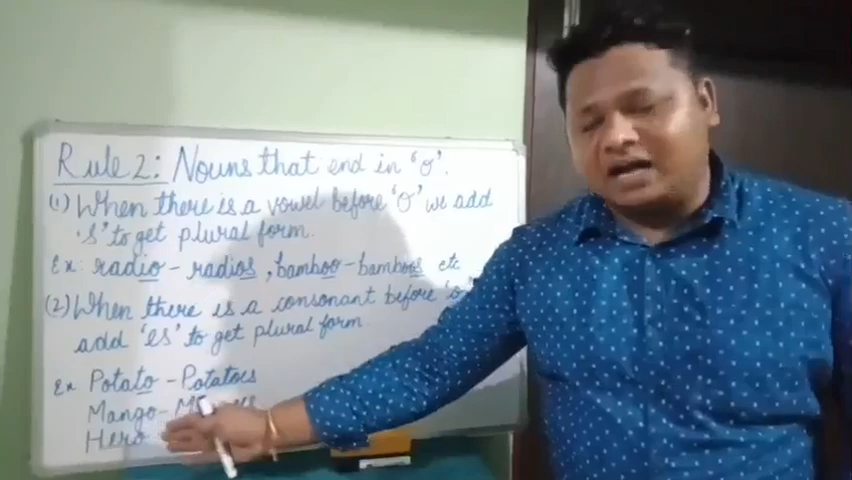 Rule 2: Nouns that end in 'o'.
(1) When there is a vowel before 'o' we add
's' to get plural form.
Ex: radio - radios, bamboo - bamboos etc
(2) When there is a consonant before 'o'
add 'es' to get plural form
Ex Potato - Potatoes
Mango -
Hero